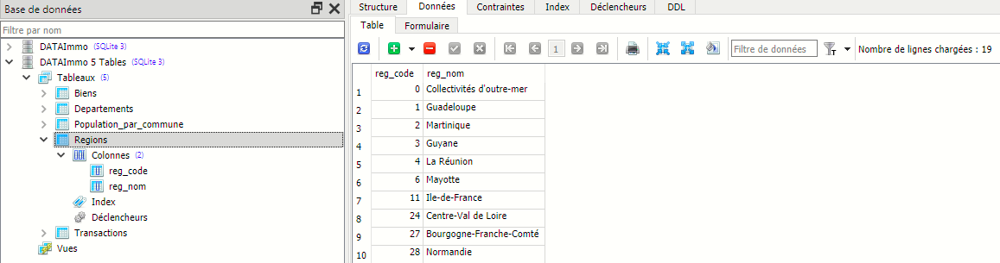 Base de données
Filtre par nom
DATAImmo (SQLite 3)
DATAImmo 5 Tables (SQLite 3)
Tableaux (5)
Biens
Departements
Population_par_commune
Regions
Colonnes (2)
reg_code
reg_nom
Index
Déclencheurs
Transactions
Vues
Structure Données Contraintes Index Déclencheurs DDL
Table Formulaire
1 Filtre de données T Nombre de lignes chargées : 19
reg_code reg_nom
1 0 Collectivités d'outre-mer
2 1 Guadeloupe
3 2 Martinique
4 3 Guyane
5 4 La Réunion
6 6 Mayotte
7 11 Ile-de-France
8 24 Centre-Val de Loire
9 27 Bourgogne-Franche-Comté
10 28 Normandie